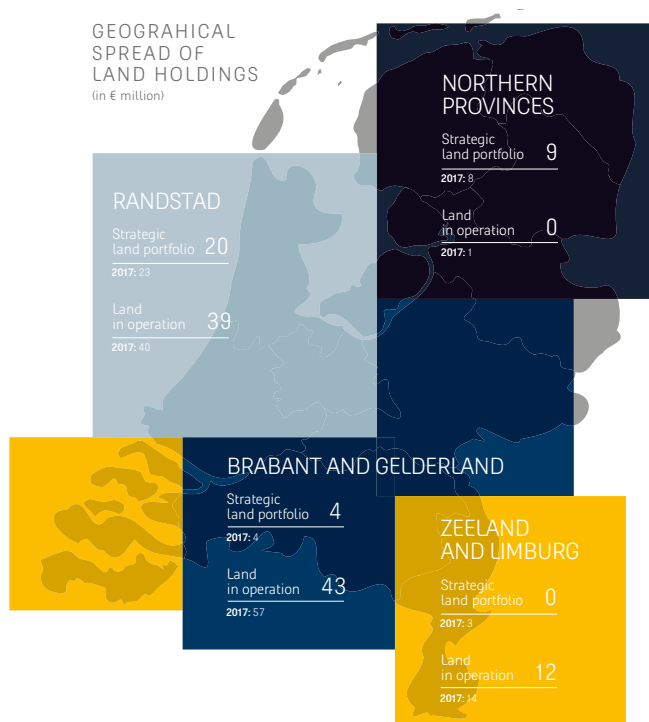 GEOGRAHICAL
SPREAD OF
LAND HOLDINGS
(in € million)
NORTHERN
PROVINCES
Strategic
land portfolio 9
2017: 8
Land
in operation 0
2017: 1
RANDSTAD
Strategic
land portfolio 20
2017: 23
Land
in operation 39
2017: 40
BRABANT AND GELDERLAND
Strategic
land portfolio 4
2017: 4
Land
in operation 43
2017: 57
ZEELAND
AND LIMBURG
Strategic
land portfolio 0
2017: 3
Land
in operation 12
2017: 14